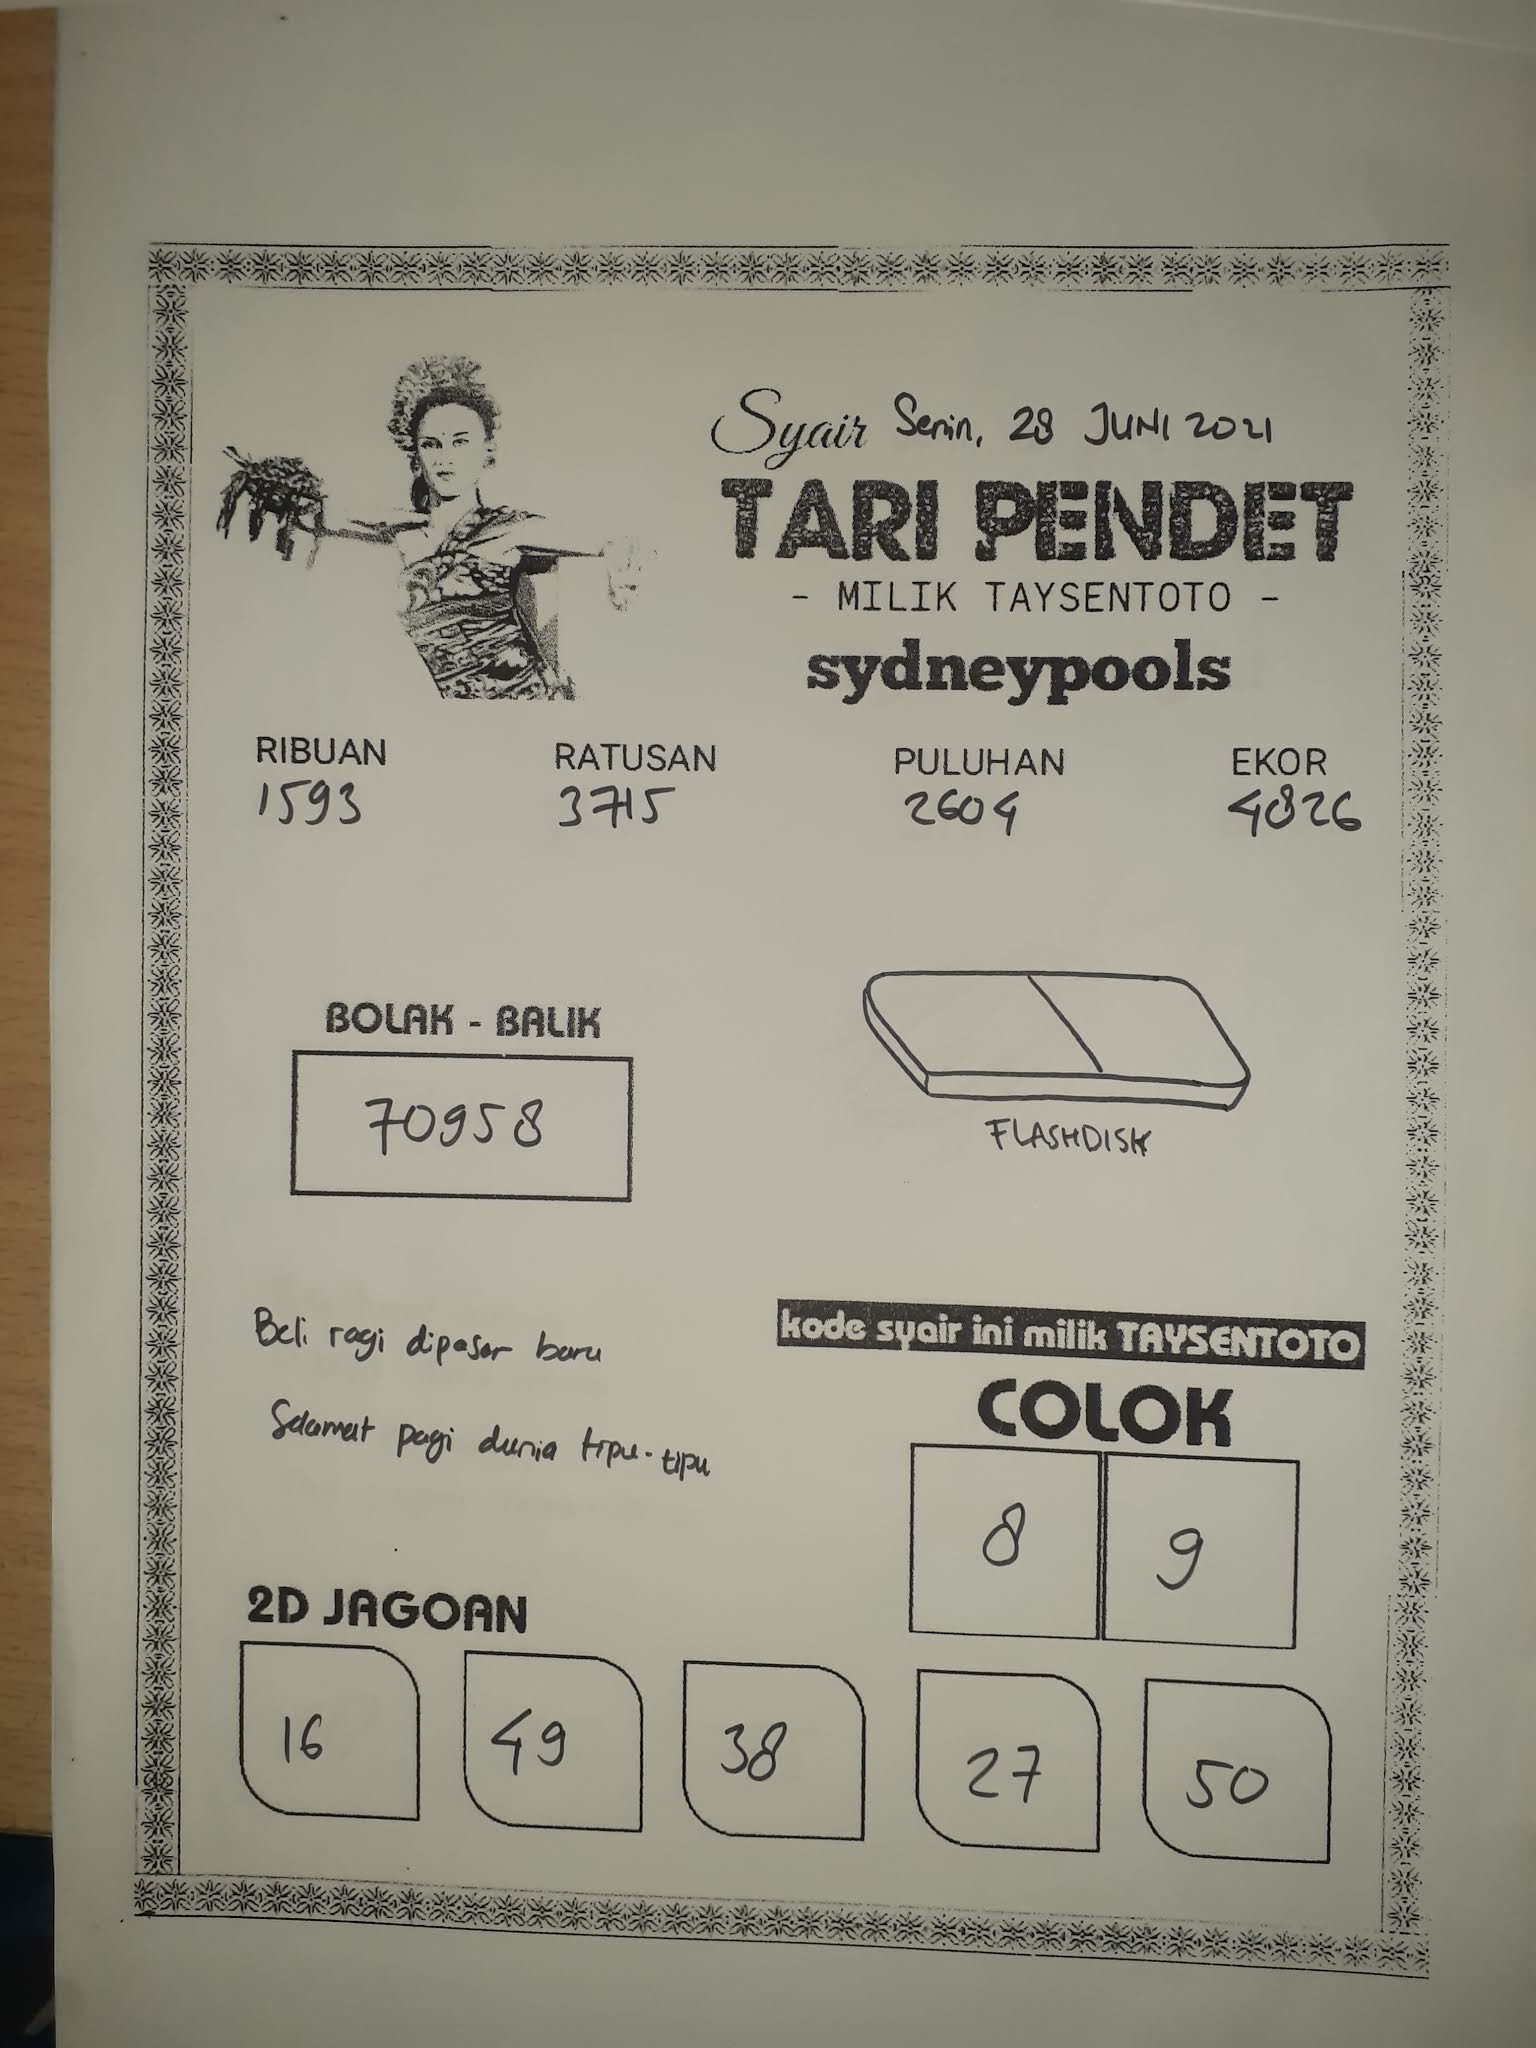 Syair Senin, 28 JUNI 2021
TARI PENDET
- MILIK TAYSENTOTO -
sydneypools
RIBUAN RATUSAN PULUHAN EKOR
1593 3715 2604 4826
BOLAK - BALIK
70958
FLASHDISK
Beli ragi dipasar baru
Selamat pagi dunia tipu-tipu
kode syair ini milik TAYSENTOTO
COLOK
8 9
2D JAGOAN
16 49 38 27 50